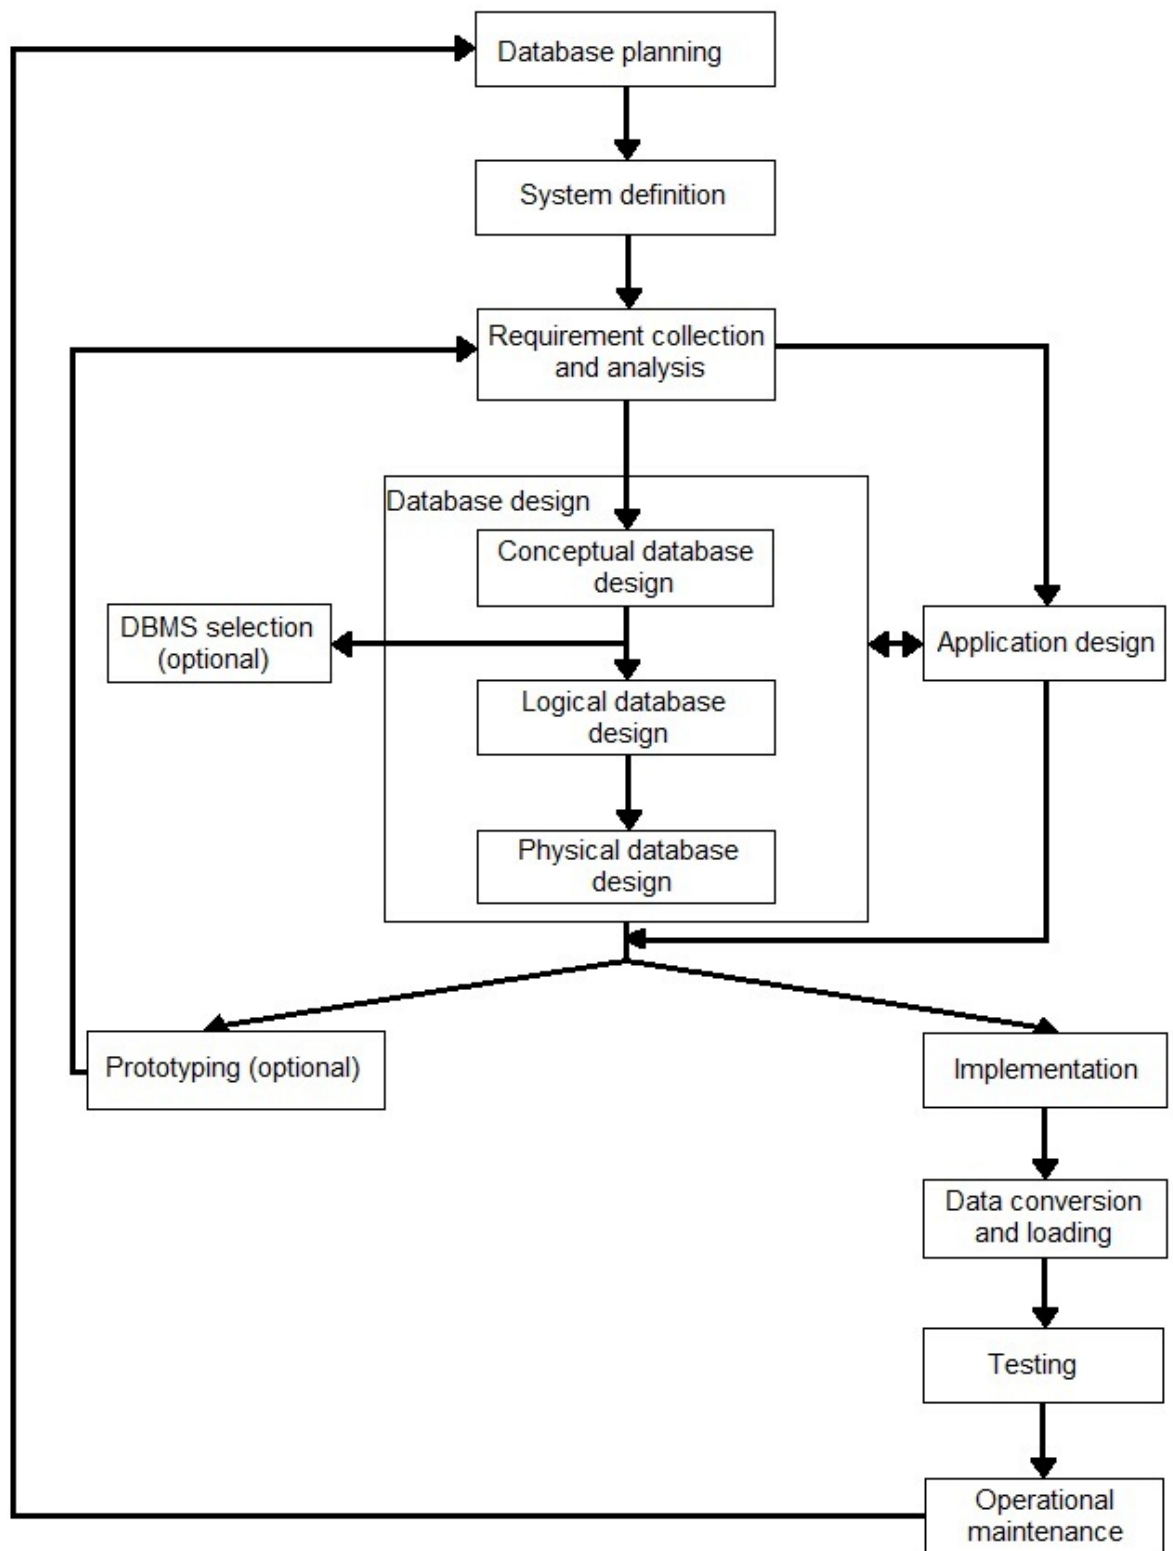 Database planning
System definition
Requirement collection
and analysis
Database design
Conceptual database
design
DBMS selection
(optional)
Application design
Logical database
design
Physical database
design
Prototyping (optional)
Implementation
Data conversion
and loading
Testing
Operational
maintenance